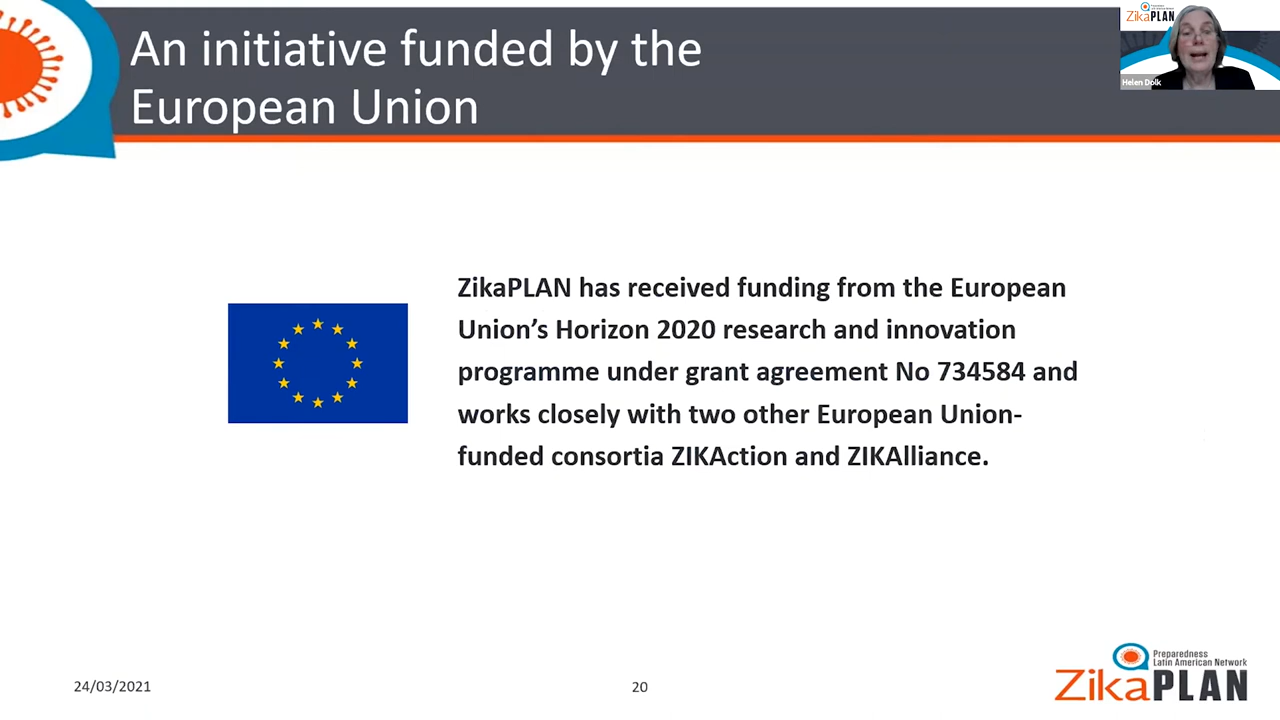 An initiative funded by the
European Union
ZikaPLAN
Helen Dolk
ZikaPLAN has received funding from the European
Union’s Horizon 2020 research and innovation
programme under grant agreement No 734584 and
works closely with two other European Union-
funded consortia ZIKAction and ZIKAlliance.
24/03/2021
20
Preparedness
Latin American Network
ZikaPLAN